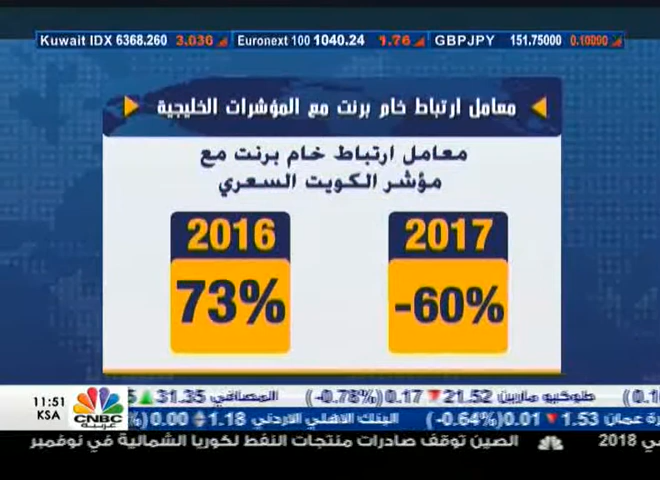 Kuwait IDX 6368.260 3.030 Euronext 100 1040.24 1.76 GBPJPY 151.75000 0.10000
معامل ارتباط خام برنت مع المؤشرات الخليجية
معامل ارتباط خام برنت مع
مؤشر الكويت السعري
2016
2017
73%
-60%
11:51
KSA
CNBC
عربية
طوكيو مارين 21.52 0.17 (-0.78%) المصافي 31.35
عمان 1.53 0.01 (-0.64%) البنك الاهلي الاردني 1.18 0.00
2018 الصين توقف صادرات منتجات النفط لكوريا الشمالية في نوفمبر